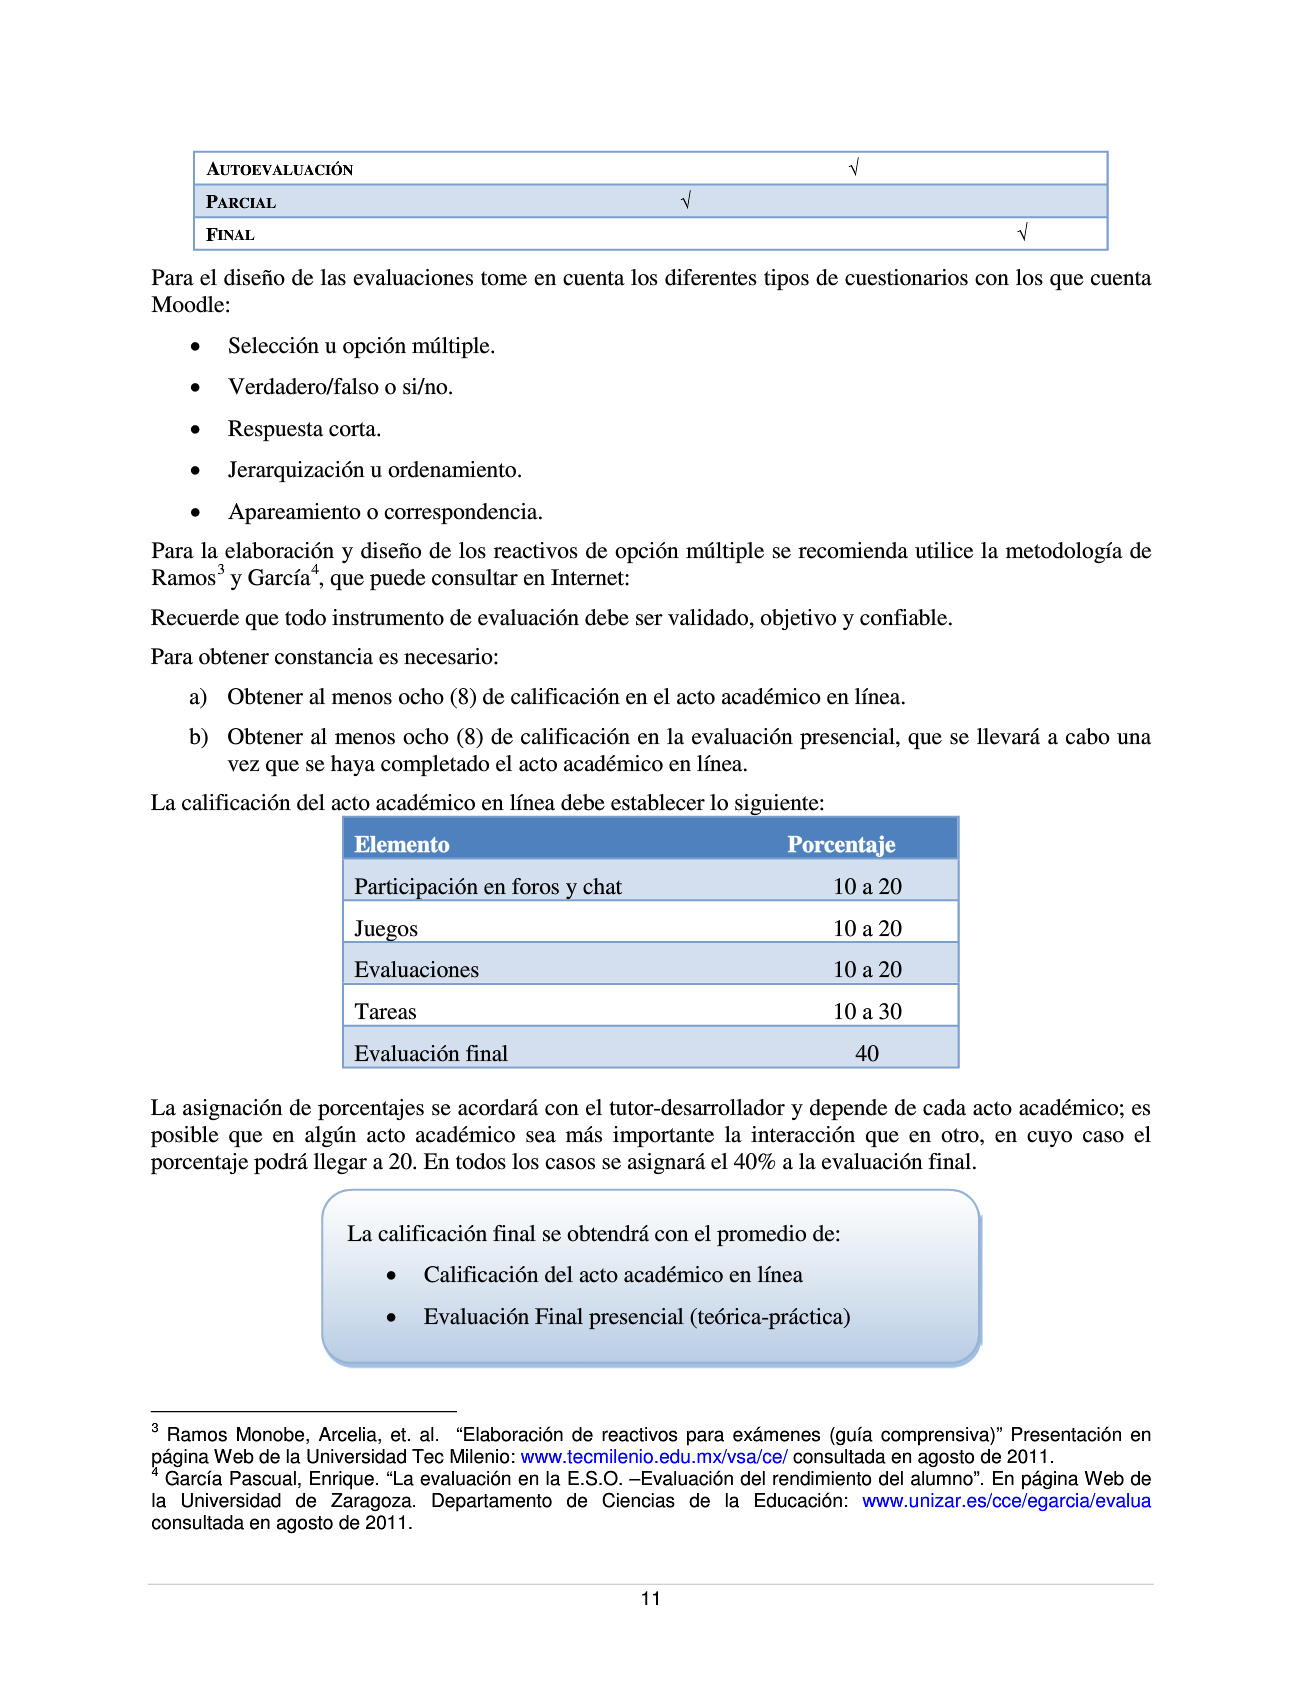 AUTOEVALUACIÓN √
PARCIAL √
FINAL √
Para el diseño de las evaluaciones tome en cuenta los diferentes tipos de cuestionarios con los que cuenta
Moodle:
• Selección u opción múltiple.
• Verdadero/falso o si/no.
• Respuesta corta.
• Jerarquización u ordenamiento.
• Apareamiento o correspondencia.
Para la elaboración y diseño de los reactivos de opción múltiple se recomienda utilice la metodología de
Ramos3 y García4, que puede consultar en Internet:
Recuerde que todo instrumento de evaluación debe ser validado, objetivo y confiable.
Para obtener constancia es necesario:
a) Obtener al menos ocho (8) de calificación en el acto académico en línea.
b) Obtener al menos ocho (8) de calificación en la evaluación presencial, que se llevará a cabo una
vez que se haya completado el acto académico en línea.
La calificación del acto académico en línea debe establecer lo siguiente:
Elemento Porcentaje
Participación en foros y chat 10 a 20
Juegos 10 a 20
Evaluaciones 10 a 20
Tareas 10 a 30
Evaluación final 40
La asignación de porcentajes se acordará con el tutor-desarrollador y depende de cada acto académico; es
posible que en algún acto académico sea más importante la interacción que en otro, en cuyo caso el
porcentaje podrá llegar a 20. En todos los casos se asignará el 40% a la evaluación final.
La calificación final se obtendrá con el promedio de:
• Calificación del acto académico en línea
• Evaluación Final presencial (teórica-práctica)
3 Ramos Monobe, Arcelia, et. al. “Elaboración de reactivos para exámenes (guía comprensiva)” Presentación en
página Web de la Universidad Tec Milenio: www.tecmilenio.edu.mx/vsa/ce/ consultada en agosto de 2011.
4 García Pascual, Enrique. “La evaluación en la E.S.O. –Evaluación del rendimiento del alumno”. En página Web de
la Universidad de Zaragoza. Departamento de Ciencias de la Educación: www.unizar.es/cce/egarcia/evalua
consultada en agosto de 2011.
11